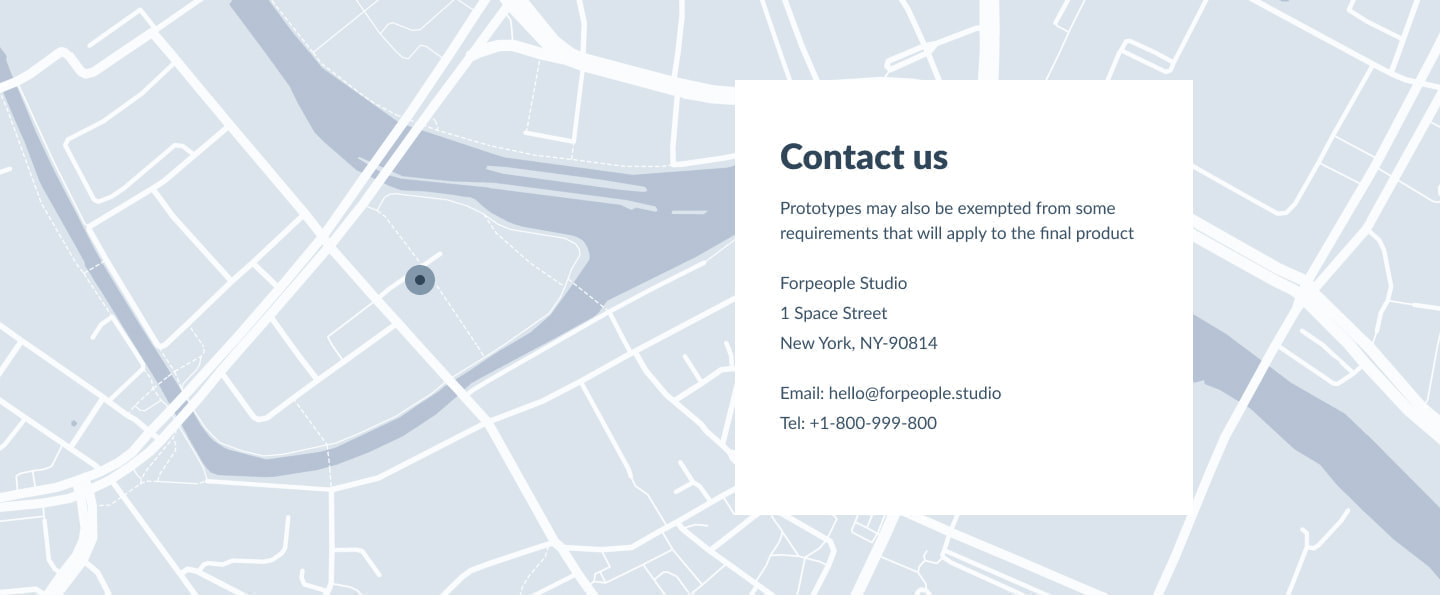 Contact us
Prototypes may also be exempted from some
requirements that will apply to the final product
Forpeople Studio
1 Space Street
New York, NY-90814
Email: hello@forpeople.studio
Tel: +1-800-999-800